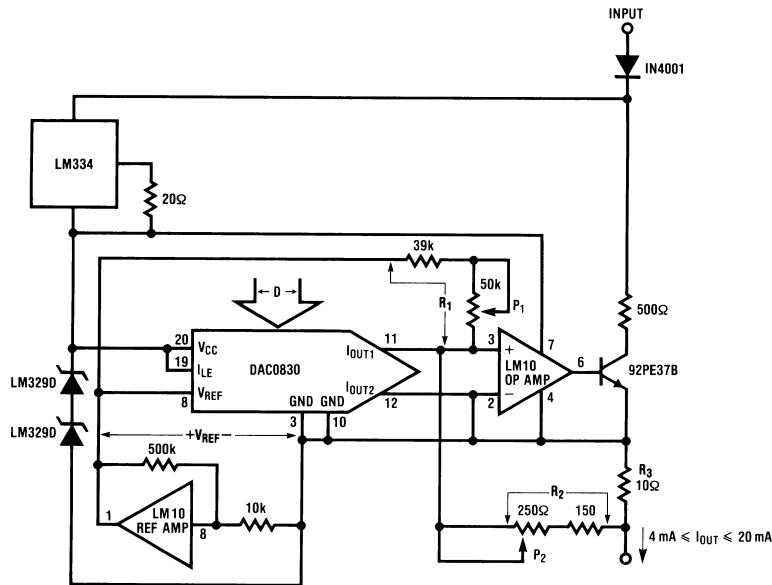 INPUT
IN4001
LM334
20Ω
39k
50k
P1
R1
D
500Ω
20
VCC
19
ILE
DAC0830
IOUT1
11
3
+
LM10
OP AMP
7
6
92PE37B
LM329D
VREF
8
IOUT2
12
2
−
4
GND
GND
3
10
LM329D
+VREF−
500k
R3
10Ω
LM10
REF AMP
1
8
10k
R2
250Ω
150
P2
4 mA ≤ IOUT ≤ 20 mA